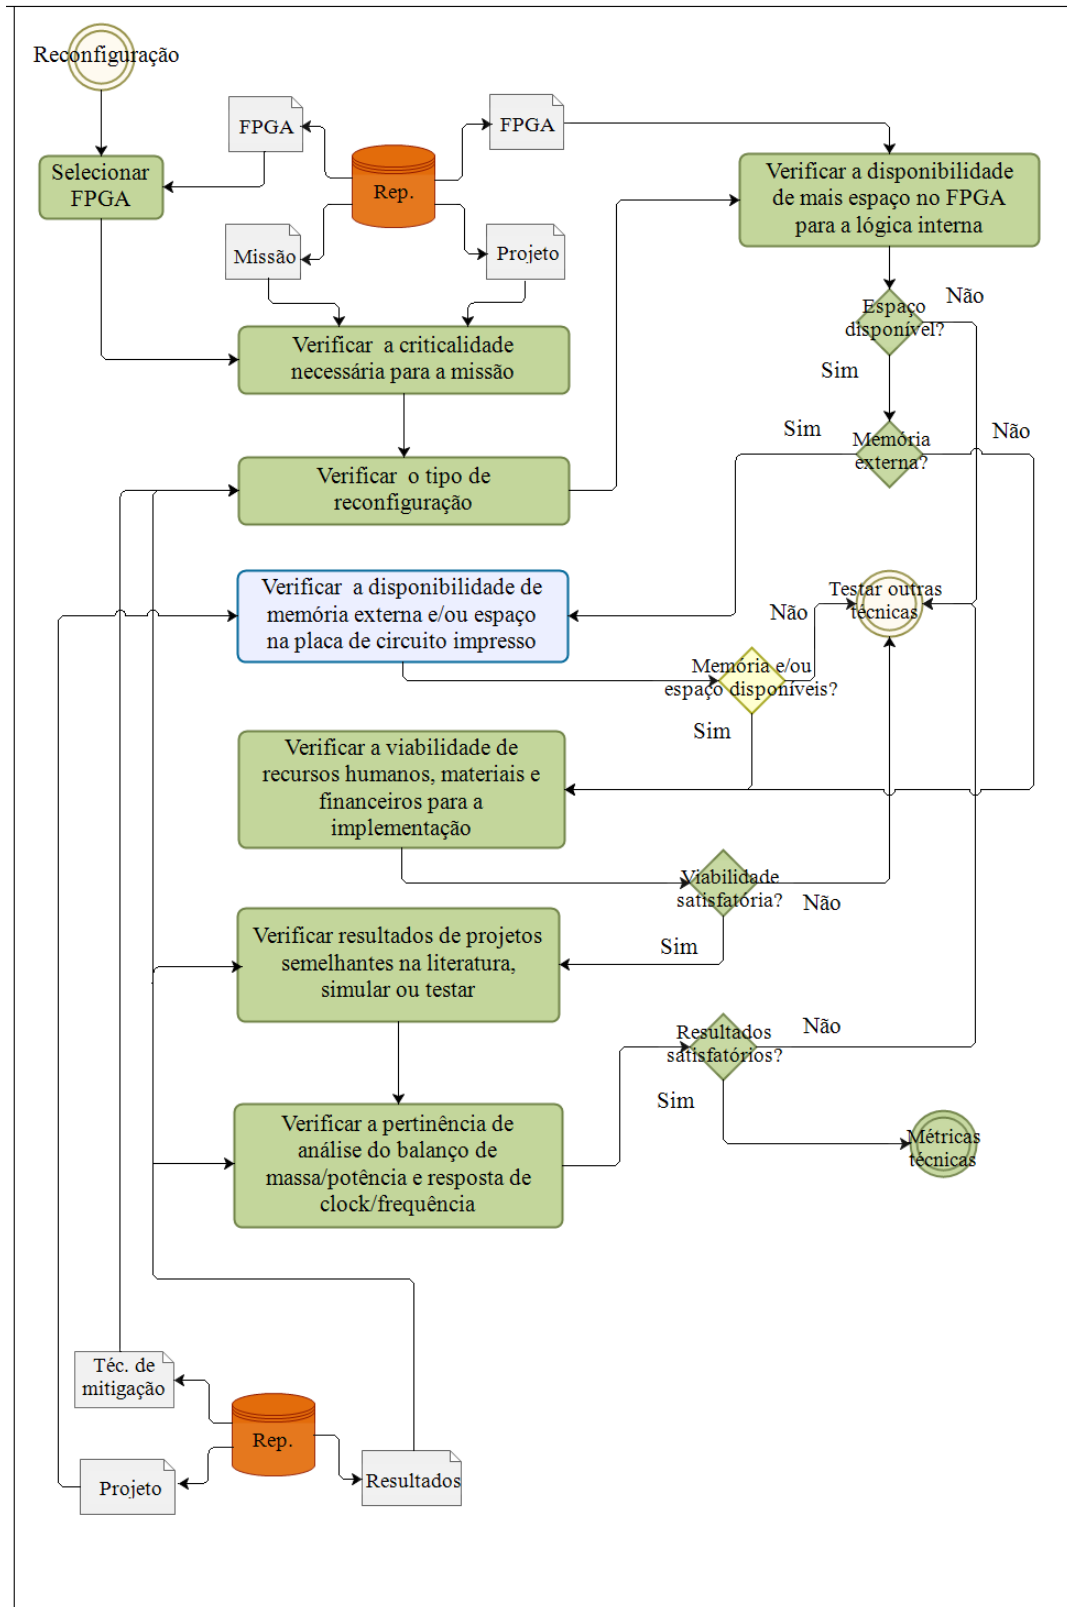 Reconfiguração
FPGA
FPGA
Rep.
Selecionar
FPGA
Verificar a disponibilidade
de mais espaço no FPGA
para a lógica interna
Missão
Projeto
Espaço
disponível?
Não
Sim
Verificar a criticalidade
necessária para a missão
Sim
Memória
externa?
Não
Verificar o tipo de
reconfiguração
Verificar a disponibilidade de
memória externa e/ou espaço
na placa de circuito impresso
Testar outras
técnicas
Não
Memória e/ou
espaço disponíveis?
Sim
Verificar a viabilidade de
recursos humanos, materiais e
financeiros para a
implementação
Viabilidade
satisfatória?
Não
Sim
Verificar resultados de projetos
semelhantes na literatura,
simular ou testar
Resultados
satisfatórios?
Não
Sim
Verificar a pertinência de
análise do balanço de
massa/potência e resposta de
clock/frequência
Métricas
técnicas
Téc. de
mitigação
Rep.
Projeto
Resultados